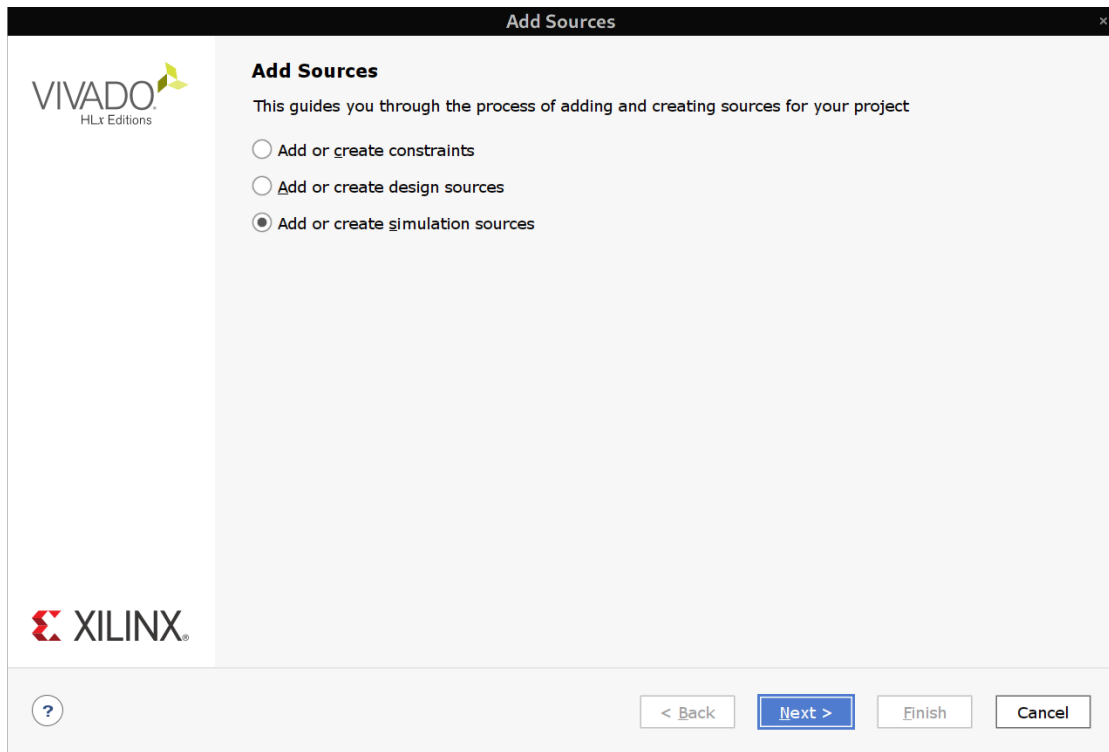 Add Sources
×
VIVADO.
HLx Editions
Add Sources
This guides you through the process of adding and creating sources for your project
Add or create constraints
Add or create design sources
Add or create simulation sources
XILINX®
?
< Back
Next >
Finish
Cancel